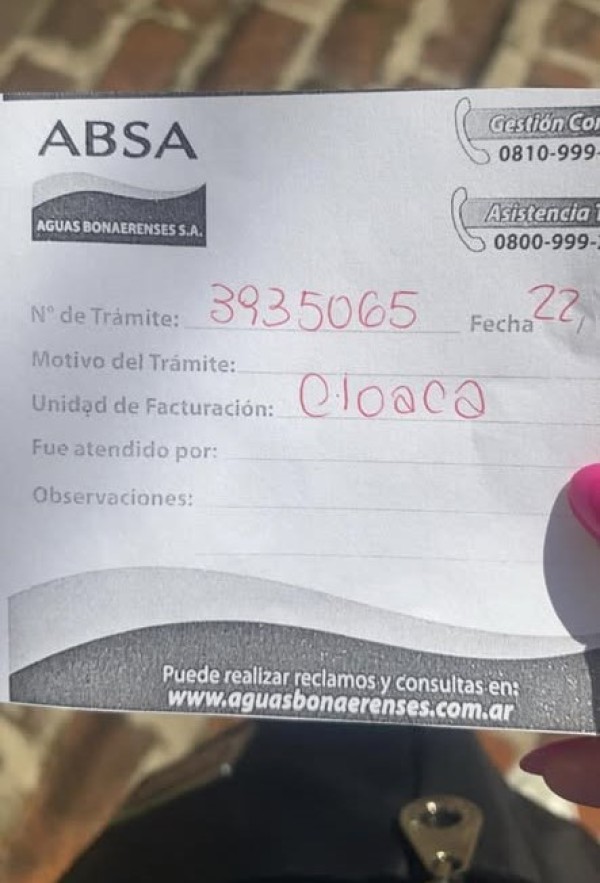 ABSA
AGUAS BONAERENSES S.A.
Gestión
0810-999-
Asistencia
0800-999-
N° de Trámite: 3935065 Fecha 22/
Motivo del Trámite:
Unidad de Facturación: Cloaca
Fue atendido por:
Observaciones:
Puede realizar reclamos y consultas en:
www.aguasbonaerenses.com.ar